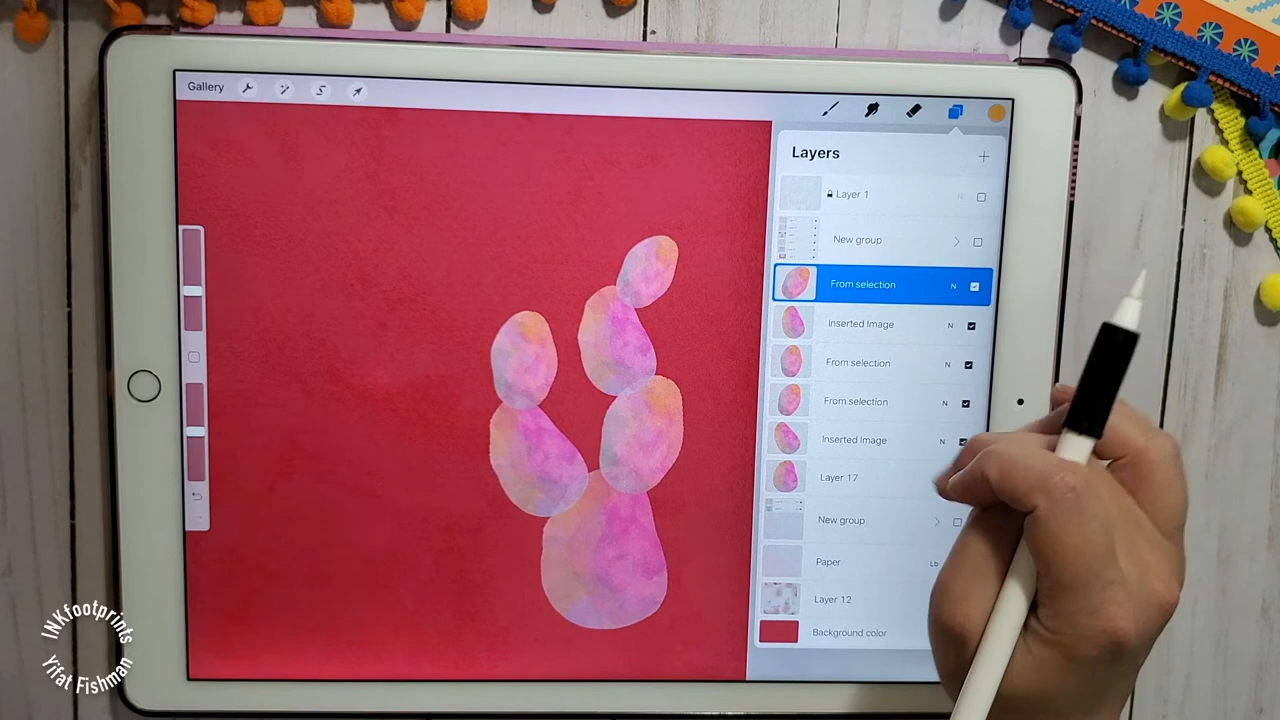 Gallery
Layers
Layer 1
N
New group
From selection
N
Inserted Image
N
From selection
N
From selection
N
Inserted Image
N
Layer 17
New group
Paper
Lb
Layer 12
Background color
INKfootprints
Yifat Fishman